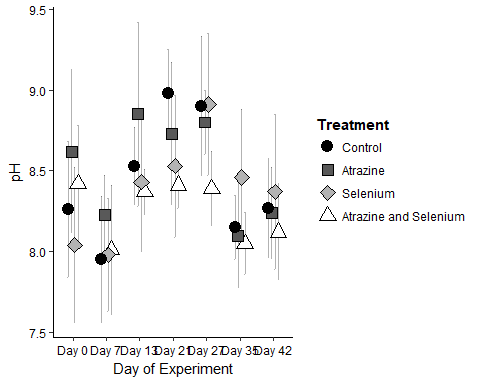 9.5
9.0
8.5
8.0
7.5
pH
Day 0 Day 7 Day 13 Day 21 Day 27 Day 35 Day 42
Day of Experiment
Treatment
Control
Atrazine
Selenium
Atrazine and Selenium